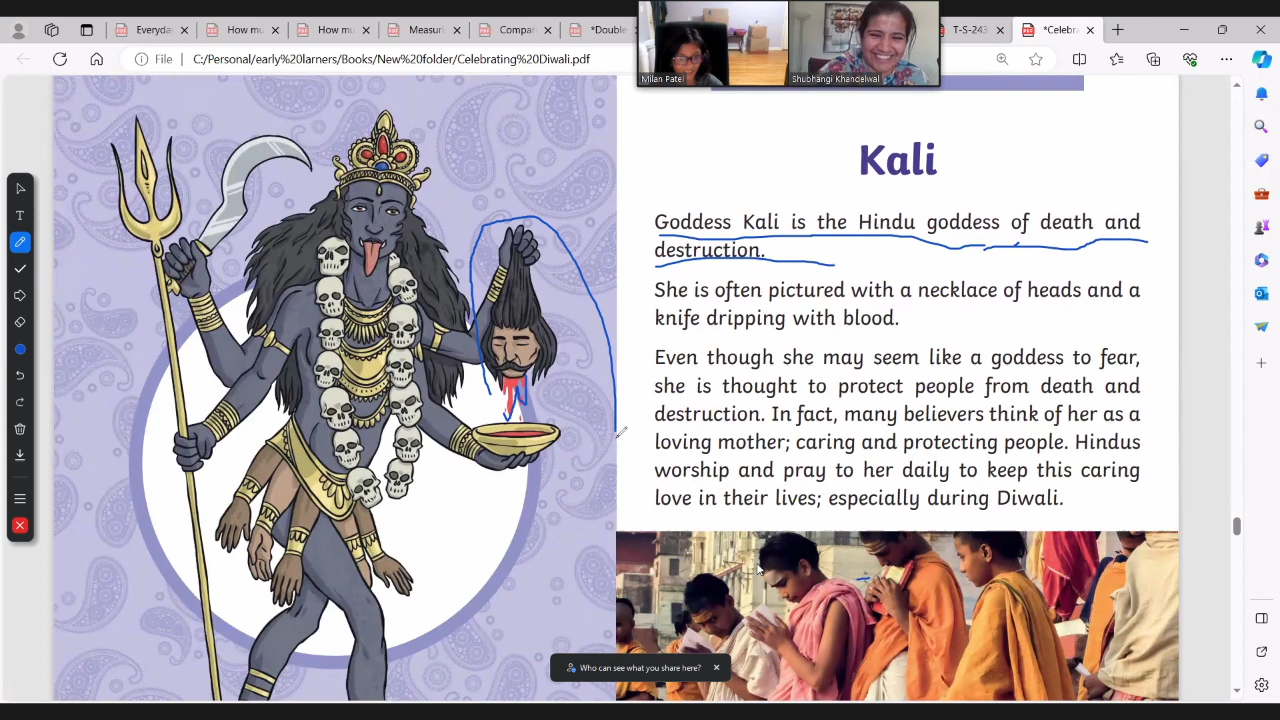 Everyda
How mu
How mu
Measuri
Compar
*Double
T-S-243
*Celebra
File
C:/Personal/early%20larners/Books/New%20folder/Celebrating%20Diwali.pdf
Milan Patel
Shubhangi Khandelwal
T
Kali
Goddess Kali is the Hindu goddess of death and
destruction.
She is often pictured with a necklace of heads and a
knife dripping with blood.
Even though she may seem like a goddess to fear,
she is thought to protect people from death and
destruction. In fact, many believers think of her as a
loving mother; caring and protecting people. Hindus
worship and pray to her daily to keep this caring
love in their lives; especially during Diwali.
Who can see what you share here?